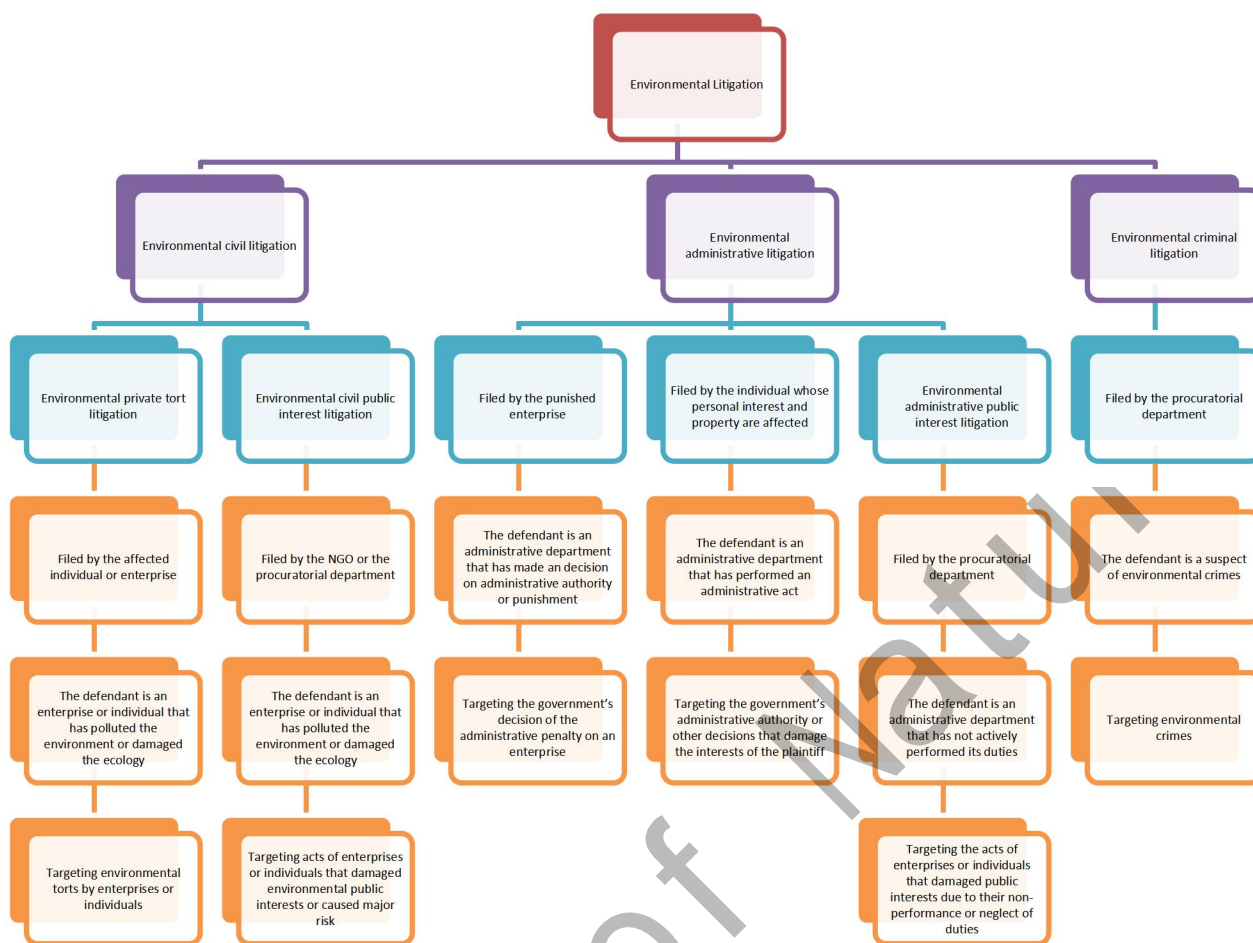 Environmental Litigation
Environmental civil litigation
Environmental
administrative litigation
Environmental criminal
litigation
Environmental private tort
litigation
Environmental civil public
interest litigation
Filed by the punished
enterprise
Filed by the individual whose
personal interest and
property are affected
Environmental
administrative public
interest litigation
Filed by the procuratorial
department
Filed by the affected
individual or enterprise
Filed by the NGO or the
procuratorial department
The defendant is an
administrative department
that has made an decision
on administrative authority
or punishment
The defendant is an
administrative department
that has performed an
administrative act
Filed by the procuratorial
department
The defendant is a suspect
of environmental crimes
The defendant is an
enterprise or individual that
has polluted the
environment or damaged
the ecology
The defendant is an
enterprise or individual that
has polluted the
environment or damaged
the ecology
Targeting the government's
decision of the
administrative penalty on an
enterprise
Targeting the government's
administrative authority or
other decisions that damage
the interests of the plaintiff
The defendant is an
administrative department
that has not actively
performed its duties
Targeting environmental
crimes
Targeting environmental
torts by enterprises or
individuals
Targeting acts of enterprises
or individuals that damaged
environmental public
interests or caused major
risk
Targeting the acts of
enterprises or individuals
that damaged public
interests due to their non-
performance or neglect of
duties
of Natur